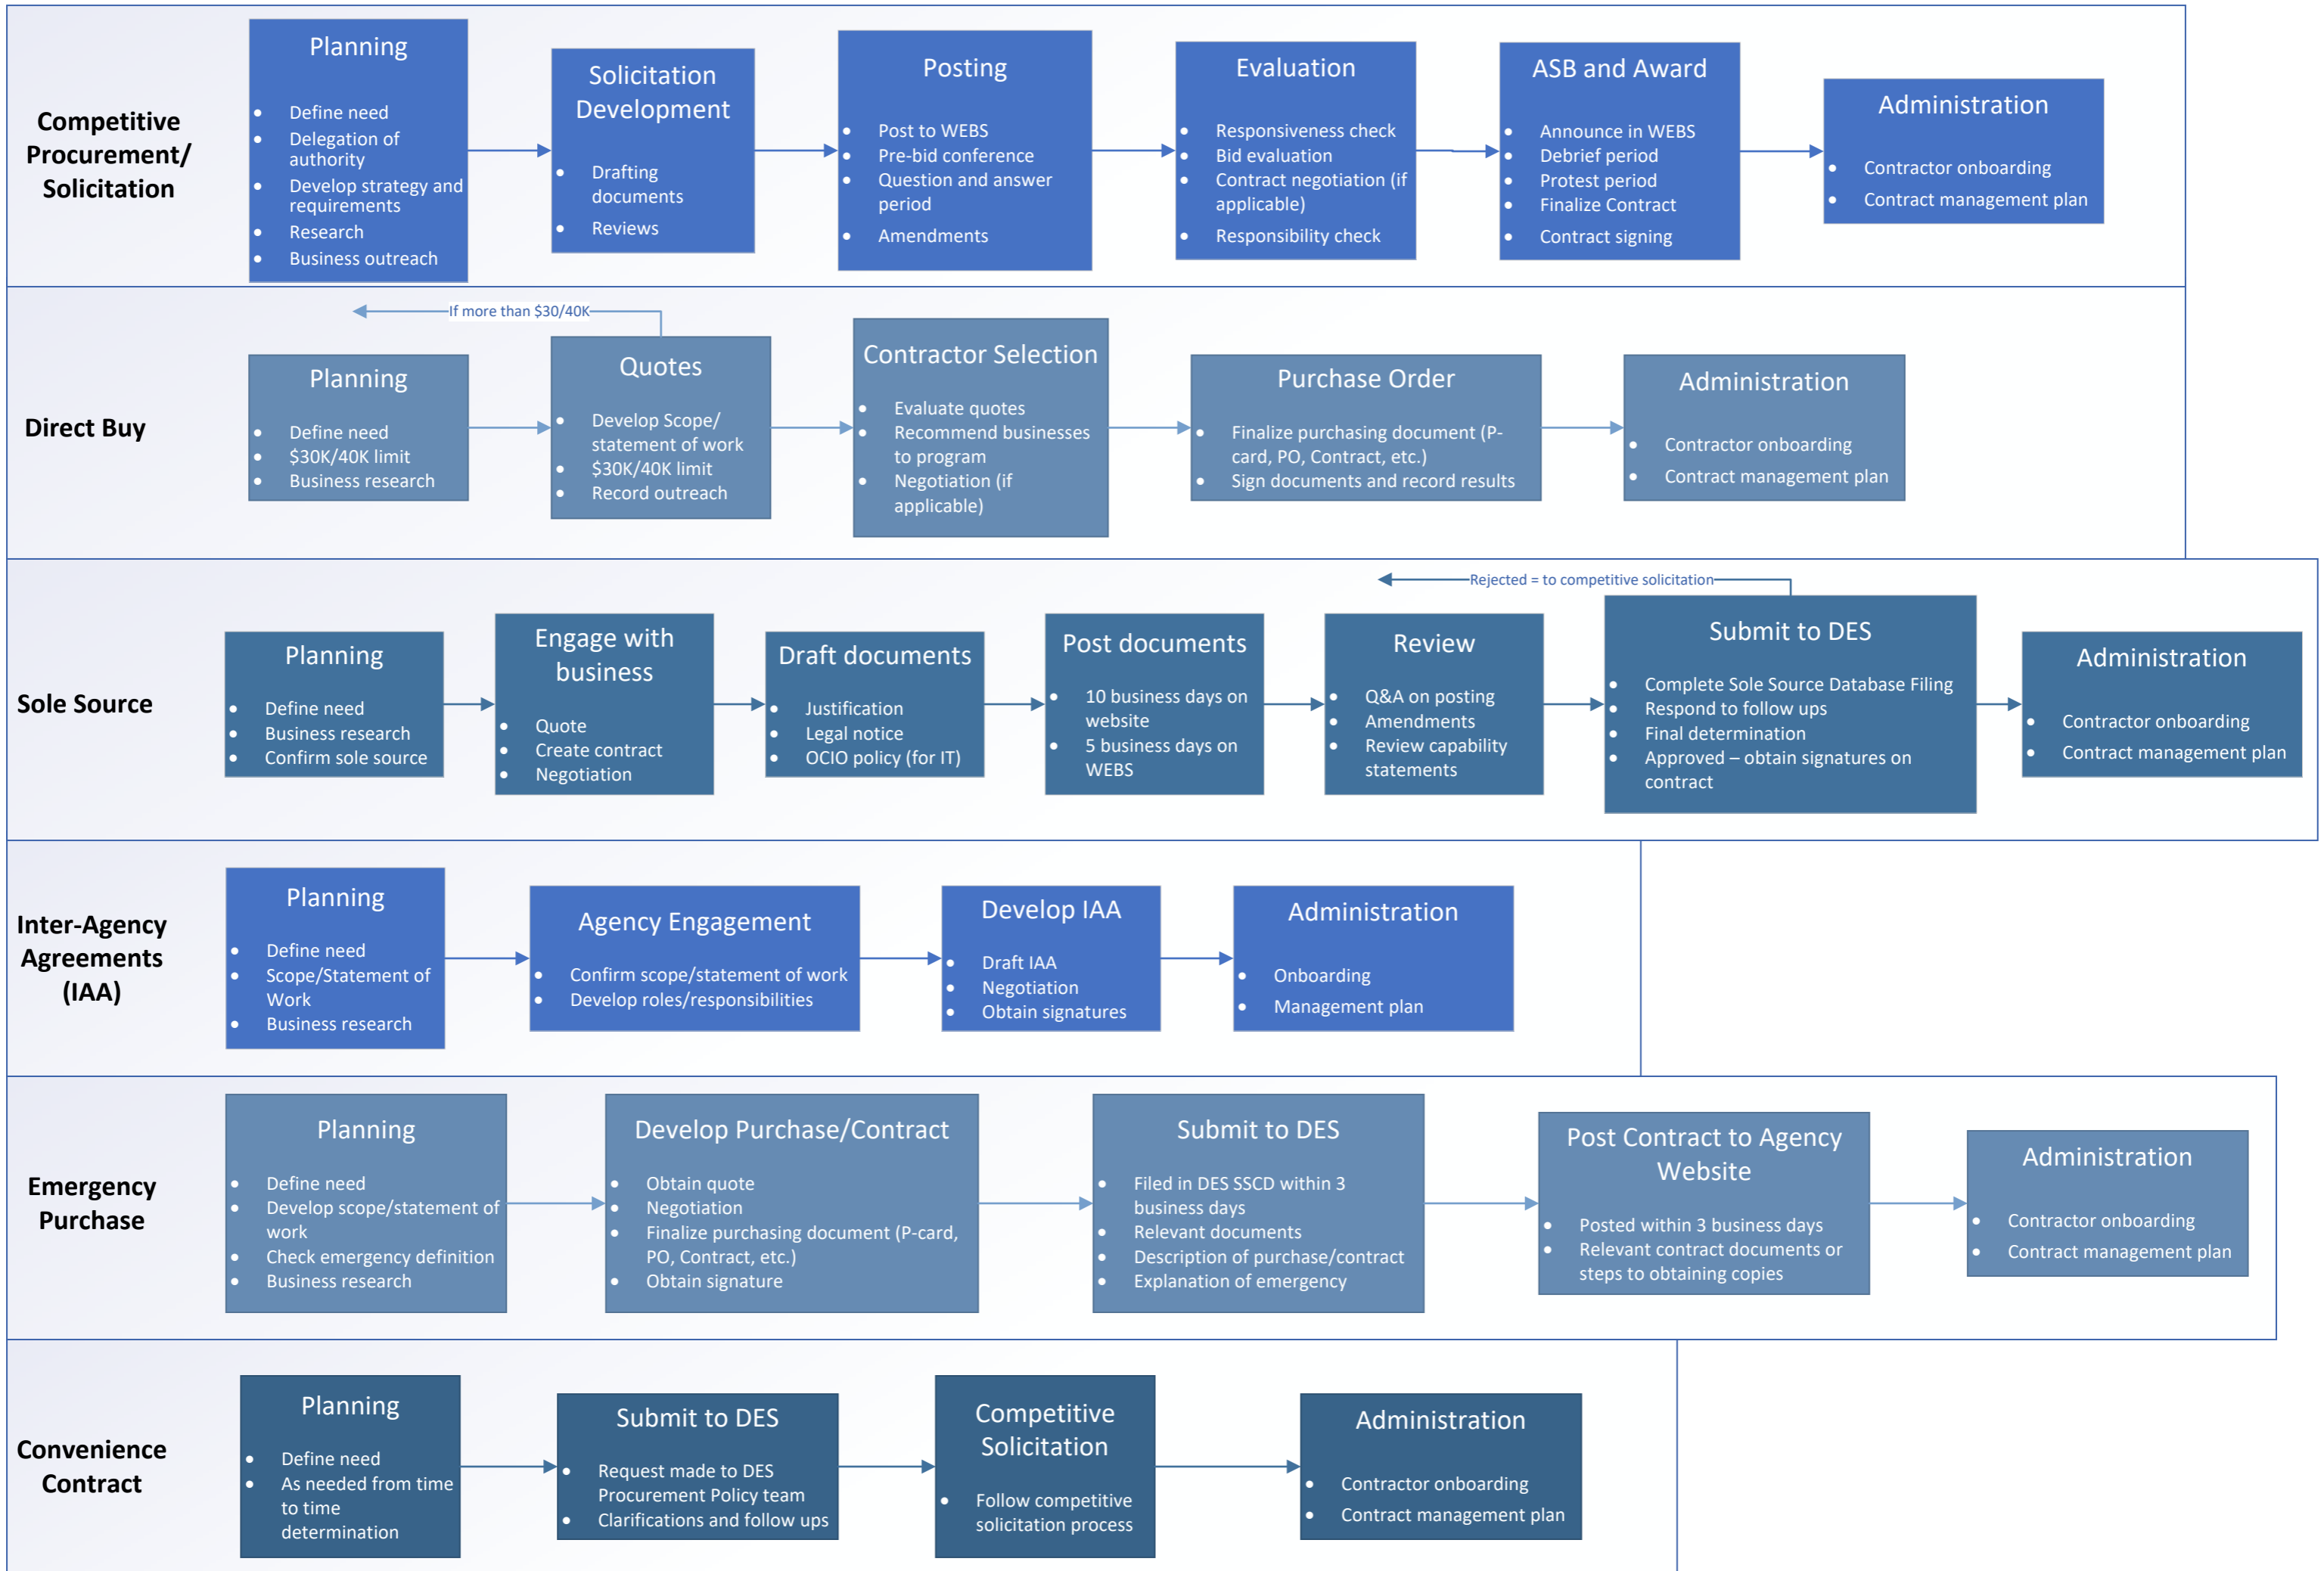 Competitive
Procurement/
Solicitation
Planning
• Define need
• Delegation of
authority
• Develop strategy and
requirements
• Research
• Business outreach
Solicitation
Development
• Drafting
documents
• Reviews
Posting
• Post to WEBS
• Pre-bid conference
• Question and answer
period
• Amendments
Evaluation
• Responsiveness check
• Bid evaluation
• Contract negotiation (if
applicable)
• Responsibility check
ASB and Award
• Announce in WEBS
• Debrief period
• Protest period
• Finalize Contract
• Contract signing
Administration
• Contractor onboarding
• Contract management plan
Direct Buy
If more than $30/40K
Planning
• Define need
• $30K/40K limit
• Business research
Quotes
• Develop Scope/
statement of work
• $30K/40K limit
• Record outreach
Contractor Selection
• Evaluate quotes
• Recommend businesses
to program
• Negotiation (if
applicable)
Purchase Order
• Finalize purchasing document (P-
card, PO, Contract, etc.)
• Sign documents and record results
Administration
• Contractor onboarding
• Contract management plan
Sole Source
Rejected = to competitive solicitation
Planning
• Define need
• Business research
• Confirm sole source
Engage with
business
• Quote
• Create contract
• Negotiation
Draft documents
• Justification
• Legal notice
• OCIO policy (for IT)
Post documents
• 10 business days on
website
• 5 business days on
WEBS
Review
• Q&A on posting
• Amendments
• Review capability
statements
Submit to DES
• Complete Sole Source Database Filing
• Respond to follow ups
• Final determination
• Approved – obtain signatures on
contract
Administration
• Contractor onboarding
• Contract management plan
Inter-Agency
Agreements
(IAA)
Planning
• Define need
• Scope/Statement of
Work
• Business research
Agency Engagement
• Confirm scope/statement of work
• Develop roles/responsibilities
Develop IAA
• Draft IAA
• Negotiation
• Obtain signatures
Administration
• Onboarding
• Management plan
Emergency
Purchase
Planning
• Define need
• Develop scope/statement of
work
• Check emergency definition
• Business research
Develop Purchase/Contract
• Obtain quote
• Negotiation
• Finalize purchasing document (P-card,
PO, Contract, etc.)
• Obtain signature
Submit to DES
• Filed in DES SSCD within 3
business days
• Relevant documents
• Description of purchase/contract
• Explanation of emergency
Post Contract to Agency
Website
• Posted within 3 business days
• Relevant contract documents or
steps to obtaining copies
Administration
• Contractor onboarding
• Contract management plan
Convenience
Contract
Planning
• Define need
• As needed from time
to time
determination
Submit to DES
• Request made to DES
Procurement Policy team
• Clarifications and follow ups
Competitive
Solicitation
• Follow competitive
solicitation process
Administration
• Contractor onboarding
• Contract management plan